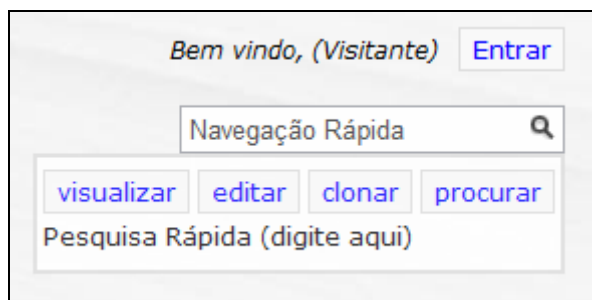 Bem vindo, (Visitante) Entrar
Navegação Rápida
visualizar editar clonar procurar
Pesquisa Rápida (digite aqui)